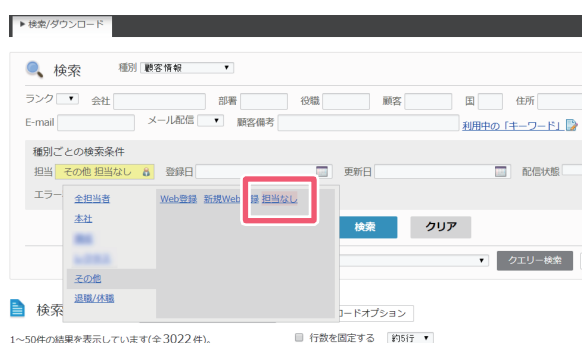 ▶ 検索/ダウンロード
検索 種別 顧客情報 ▼
ランク ▼ 会社 部署 役職 顧客 国 住所
E-mail メール配信 ▼ 顧客備考 利用中の「キーワード」
種別ごとの検索条件
担当 その他 担当なし 登録日 更新日 配信状態
エラー
全担当者 Web登録 新規Web 録 担当なし
本社
検索 クリア
▼ クエリー検索
その他
退職/休職
検索 ードオプション
1～50件の結果を表示しています(全3022件)。 行数を固定する 約5行 ▼